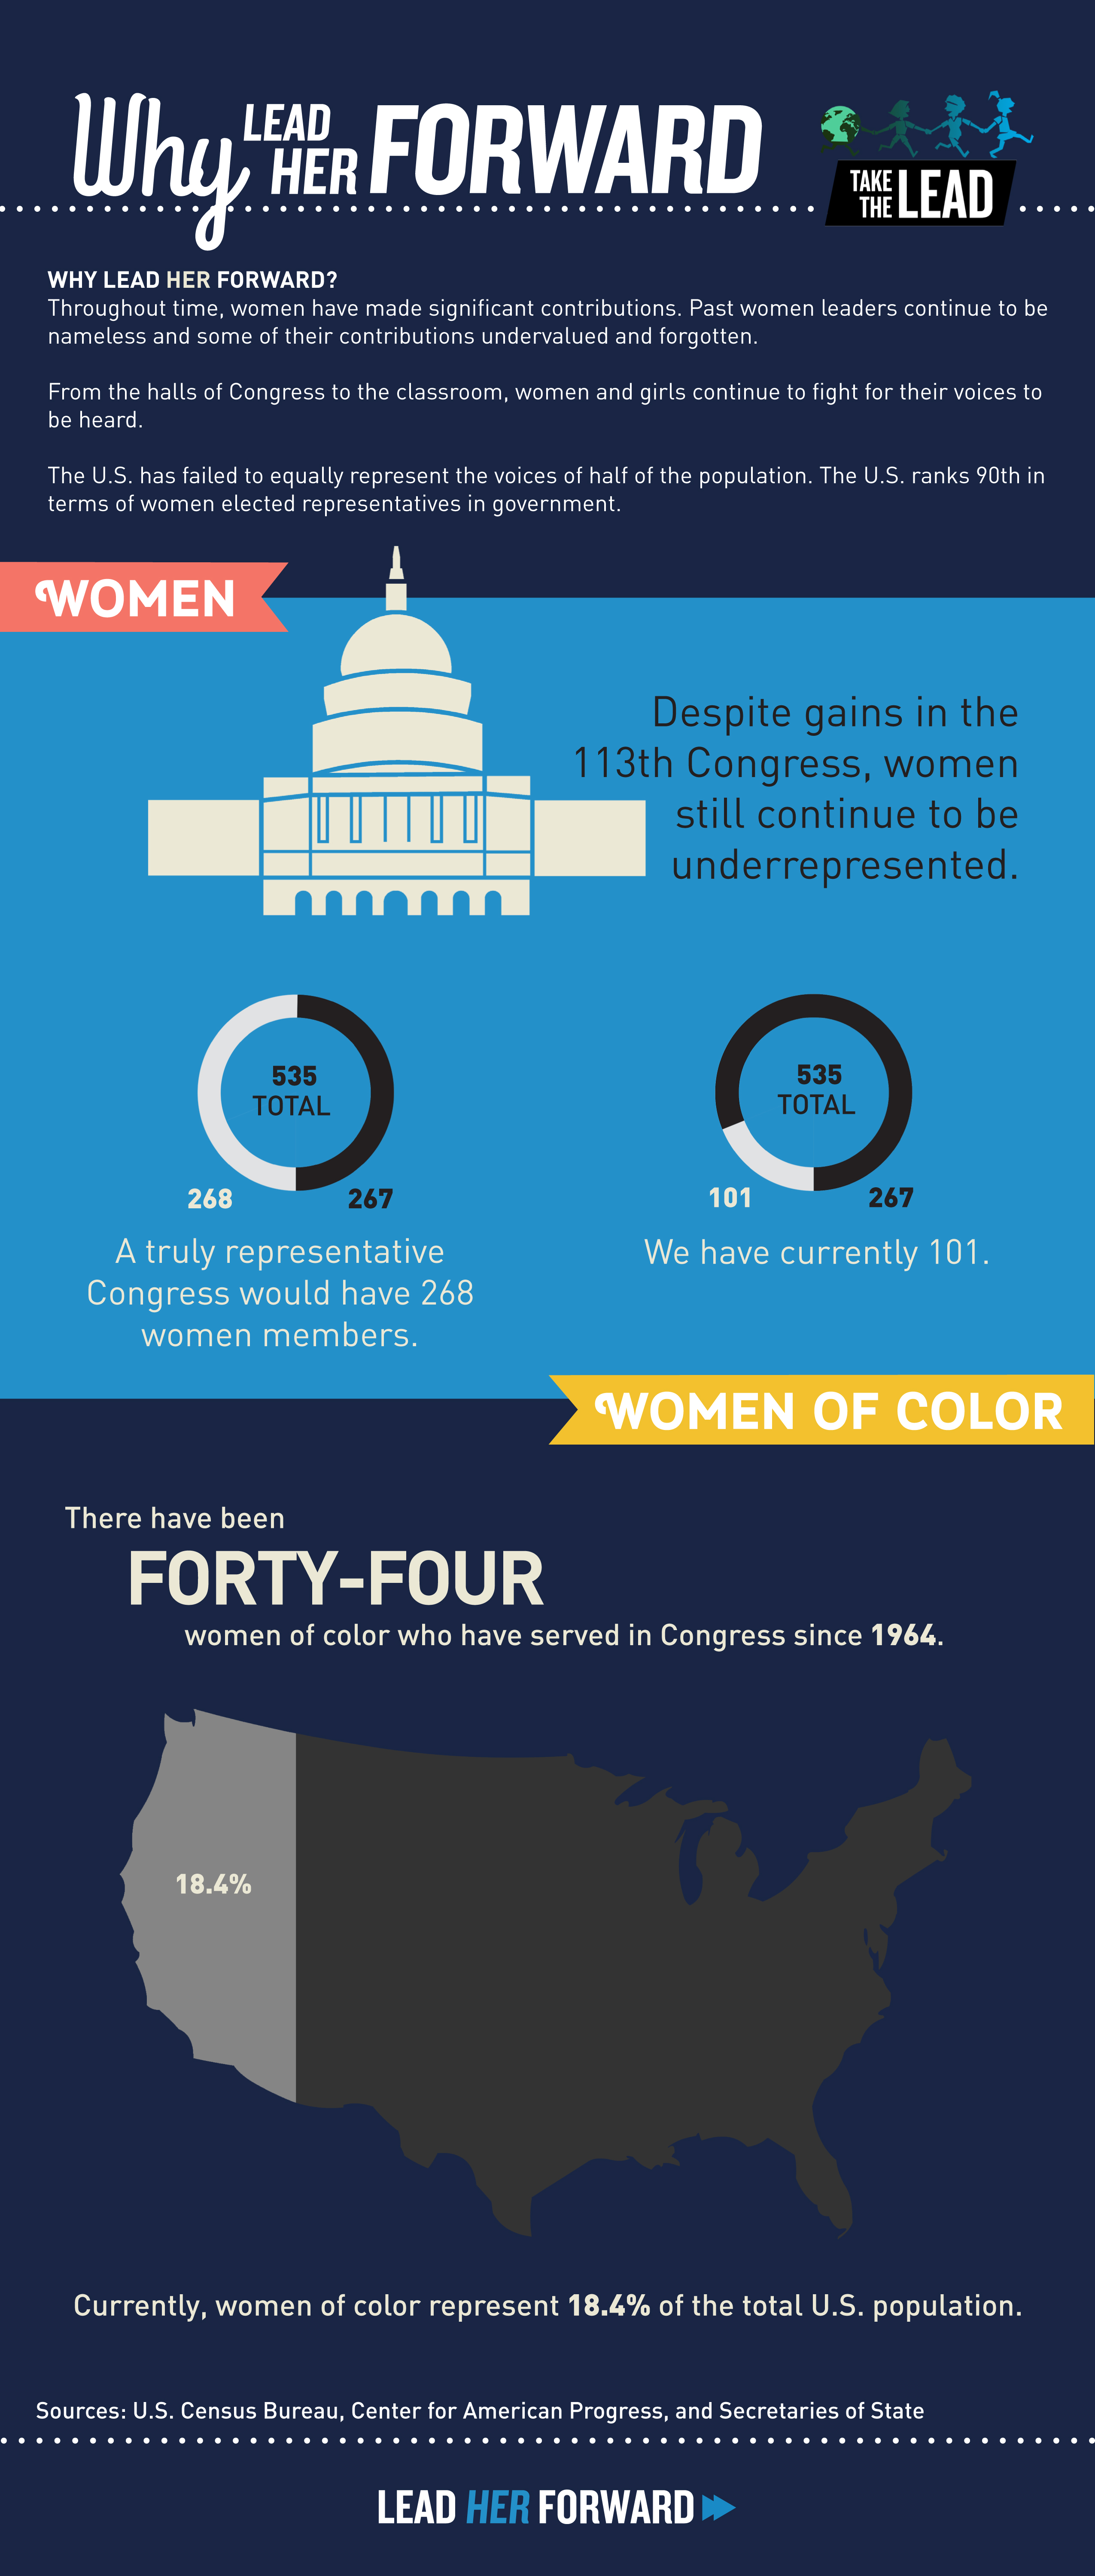 Why LEAD HER FORWARD
TAKE THE LEAD
WHY LEAD HER FORWARD?
Throughout time, women have made significant contributions. Past women leaders continue to be
nameless and some of their contributions undervalued and forgotten.
From the halls of Congress to the classroom, women and girls continue to fight for their voices to
be heard.
The U.S. has failed to equally represent the voices of half of the population. The U.S. ranks 90th in
terms of women elected representatives in government.
WOMEN
Despite gains in the
113th Congress, women
still continue to be
underrepresented.
535
TOTAL
268
267
A truly representative
Congress would have 268
women members.
535
TOTAL
101
267
We have currently 101.
WOMEN OF COLOR
There have been
FORTY-FOUR
women of color who have served in Congress since 1964.
18.4%
Currently, women of color represent 18.4% of the total U.S. population.
Sources: U.S. Census Bureau, Center for American Progress, and Secretaries of State
LEAD HER FORWARD